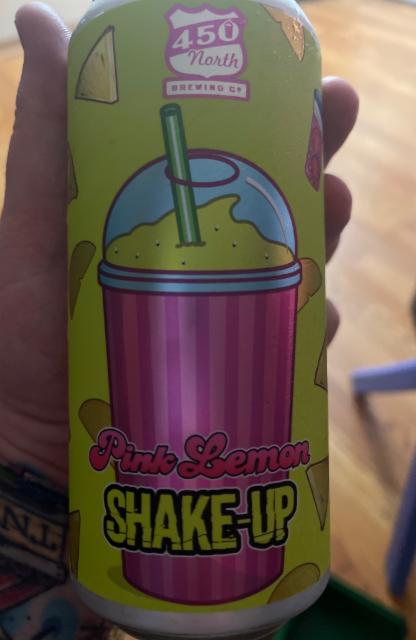 450
North
BREWING Cº
Pink Lemon
SHAKE-UP